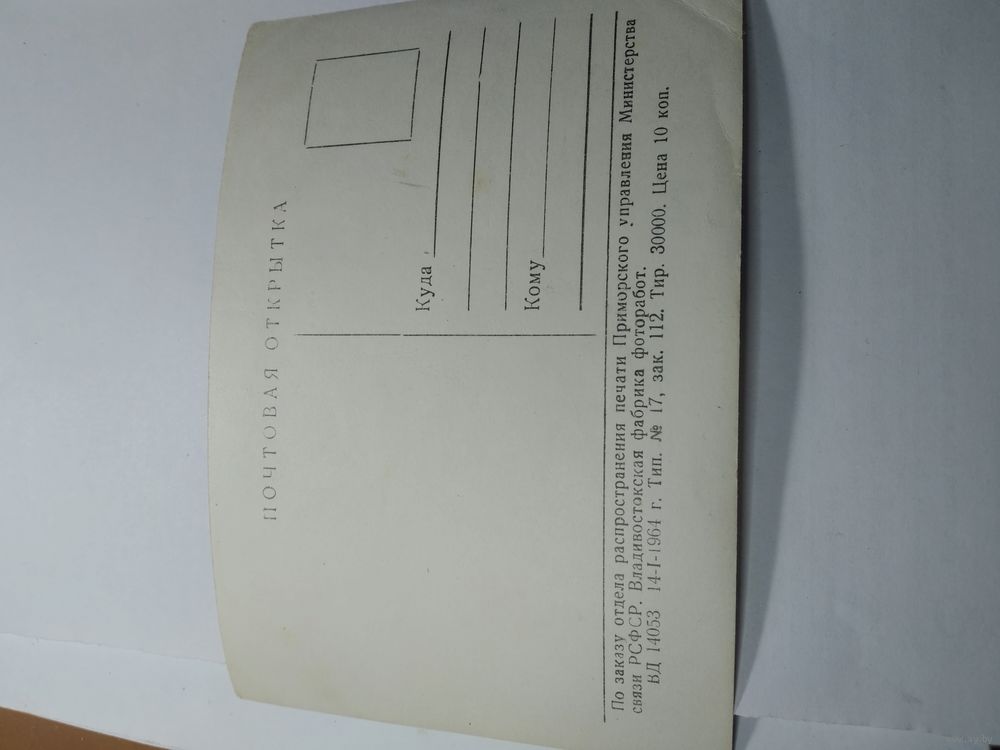 ПОЧТОВАЯ ОТКРЫТКА
Куда
Кому
По заказу отдела распространения печати Приморского управления Министерства
связи РСФСР. Владивостокская фабрика фоторабот.
ВД 14053 14-I-1964 г. Тип. № 17, зак. 112. Тир. 30000. Цена 10 коп.